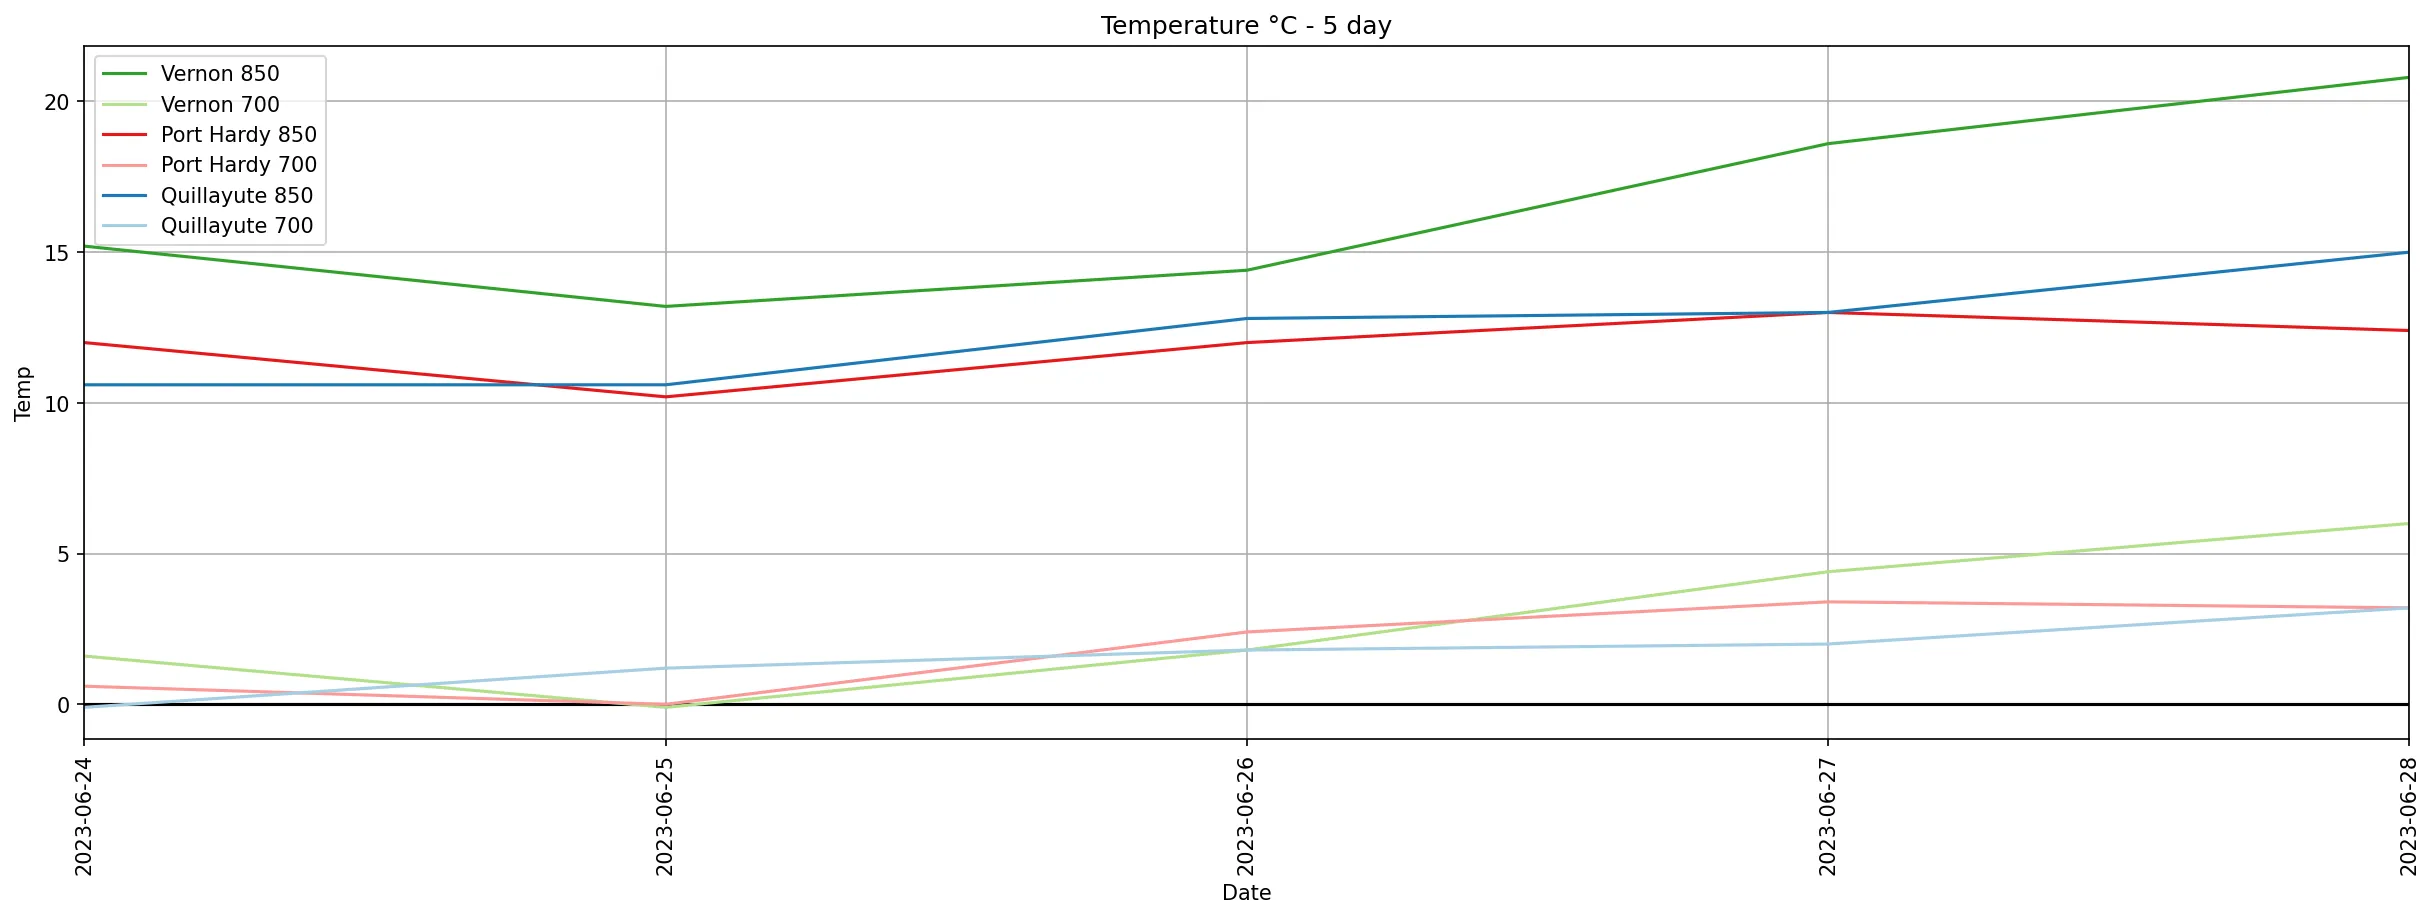 Temperature °C - 5 day
Vernon 850
Vernon 700
Port Hardy 850
Port Hardy 700
Quillayute 850
Quillayute 700
20
15
10
5
0
Temp
2023-06-24
2023-06-25
2023-06-26
2023-06-27
2023-06-28
Date